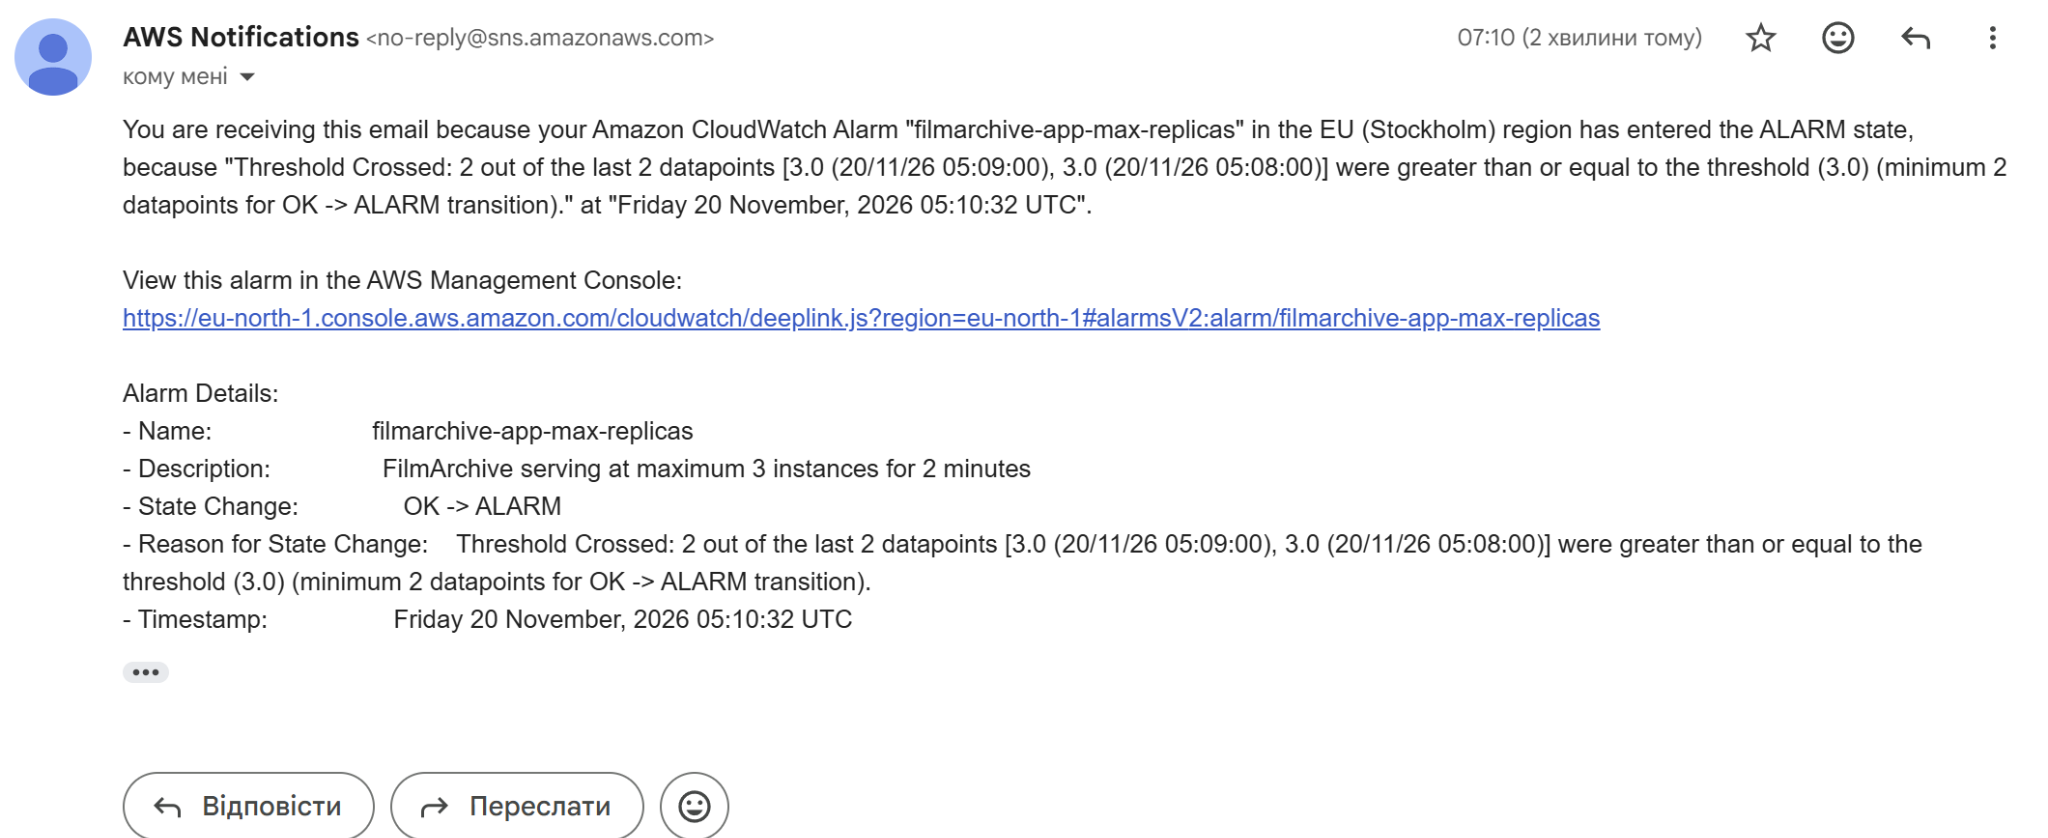 AWS Notifications <no-reply@sns.amazonaws.com> 07:10 (2 хвилини тому)
кому мені
You are receiving this email because your Amazon CloudWatch Alarm "filmarchive-app-max-replicas" in the EU (Stockholm) region has entered the ALARM state,
because "Threshold Crossed: 2 out of the last 2 datapoints [3.0 (20/11/26 05:09:00), 3.0 (20/11/26 05:08:00)] were greater than or equal to the threshold (3.0) (minimum 2
datapoints for OK -> ALARM transition)." at "Friday 20 November, 2026 05:10:32 UTC".
View this alarm in the AWS Management Console:
https://eu-north-1.console.aws.amazon.com/cloudwatch/deeplink.js?region=eu-north-1#alarmsV2:alarm/filmarchive-app-max-replicas
Alarm Details:
- Name: filmarchive-app-max-replicas
- Description: FilmArchive serving at maximum 3 instances for 2 minutes
- State Change: OK -> ALARM
- Reason for State Change: Threshold Crossed: 2 out of the last 2 datapoints [3.0 (20/11/26 05:09:00), 3.0 (20/11/26 05:08:00)] were greater than or equal to the
threshold (3.0) (minimum 2 datapoints for OK -> ALARM transition).
- Timestamp: Friday 20 November, 2026 05:10:32 UTC
Відповісти Переслати